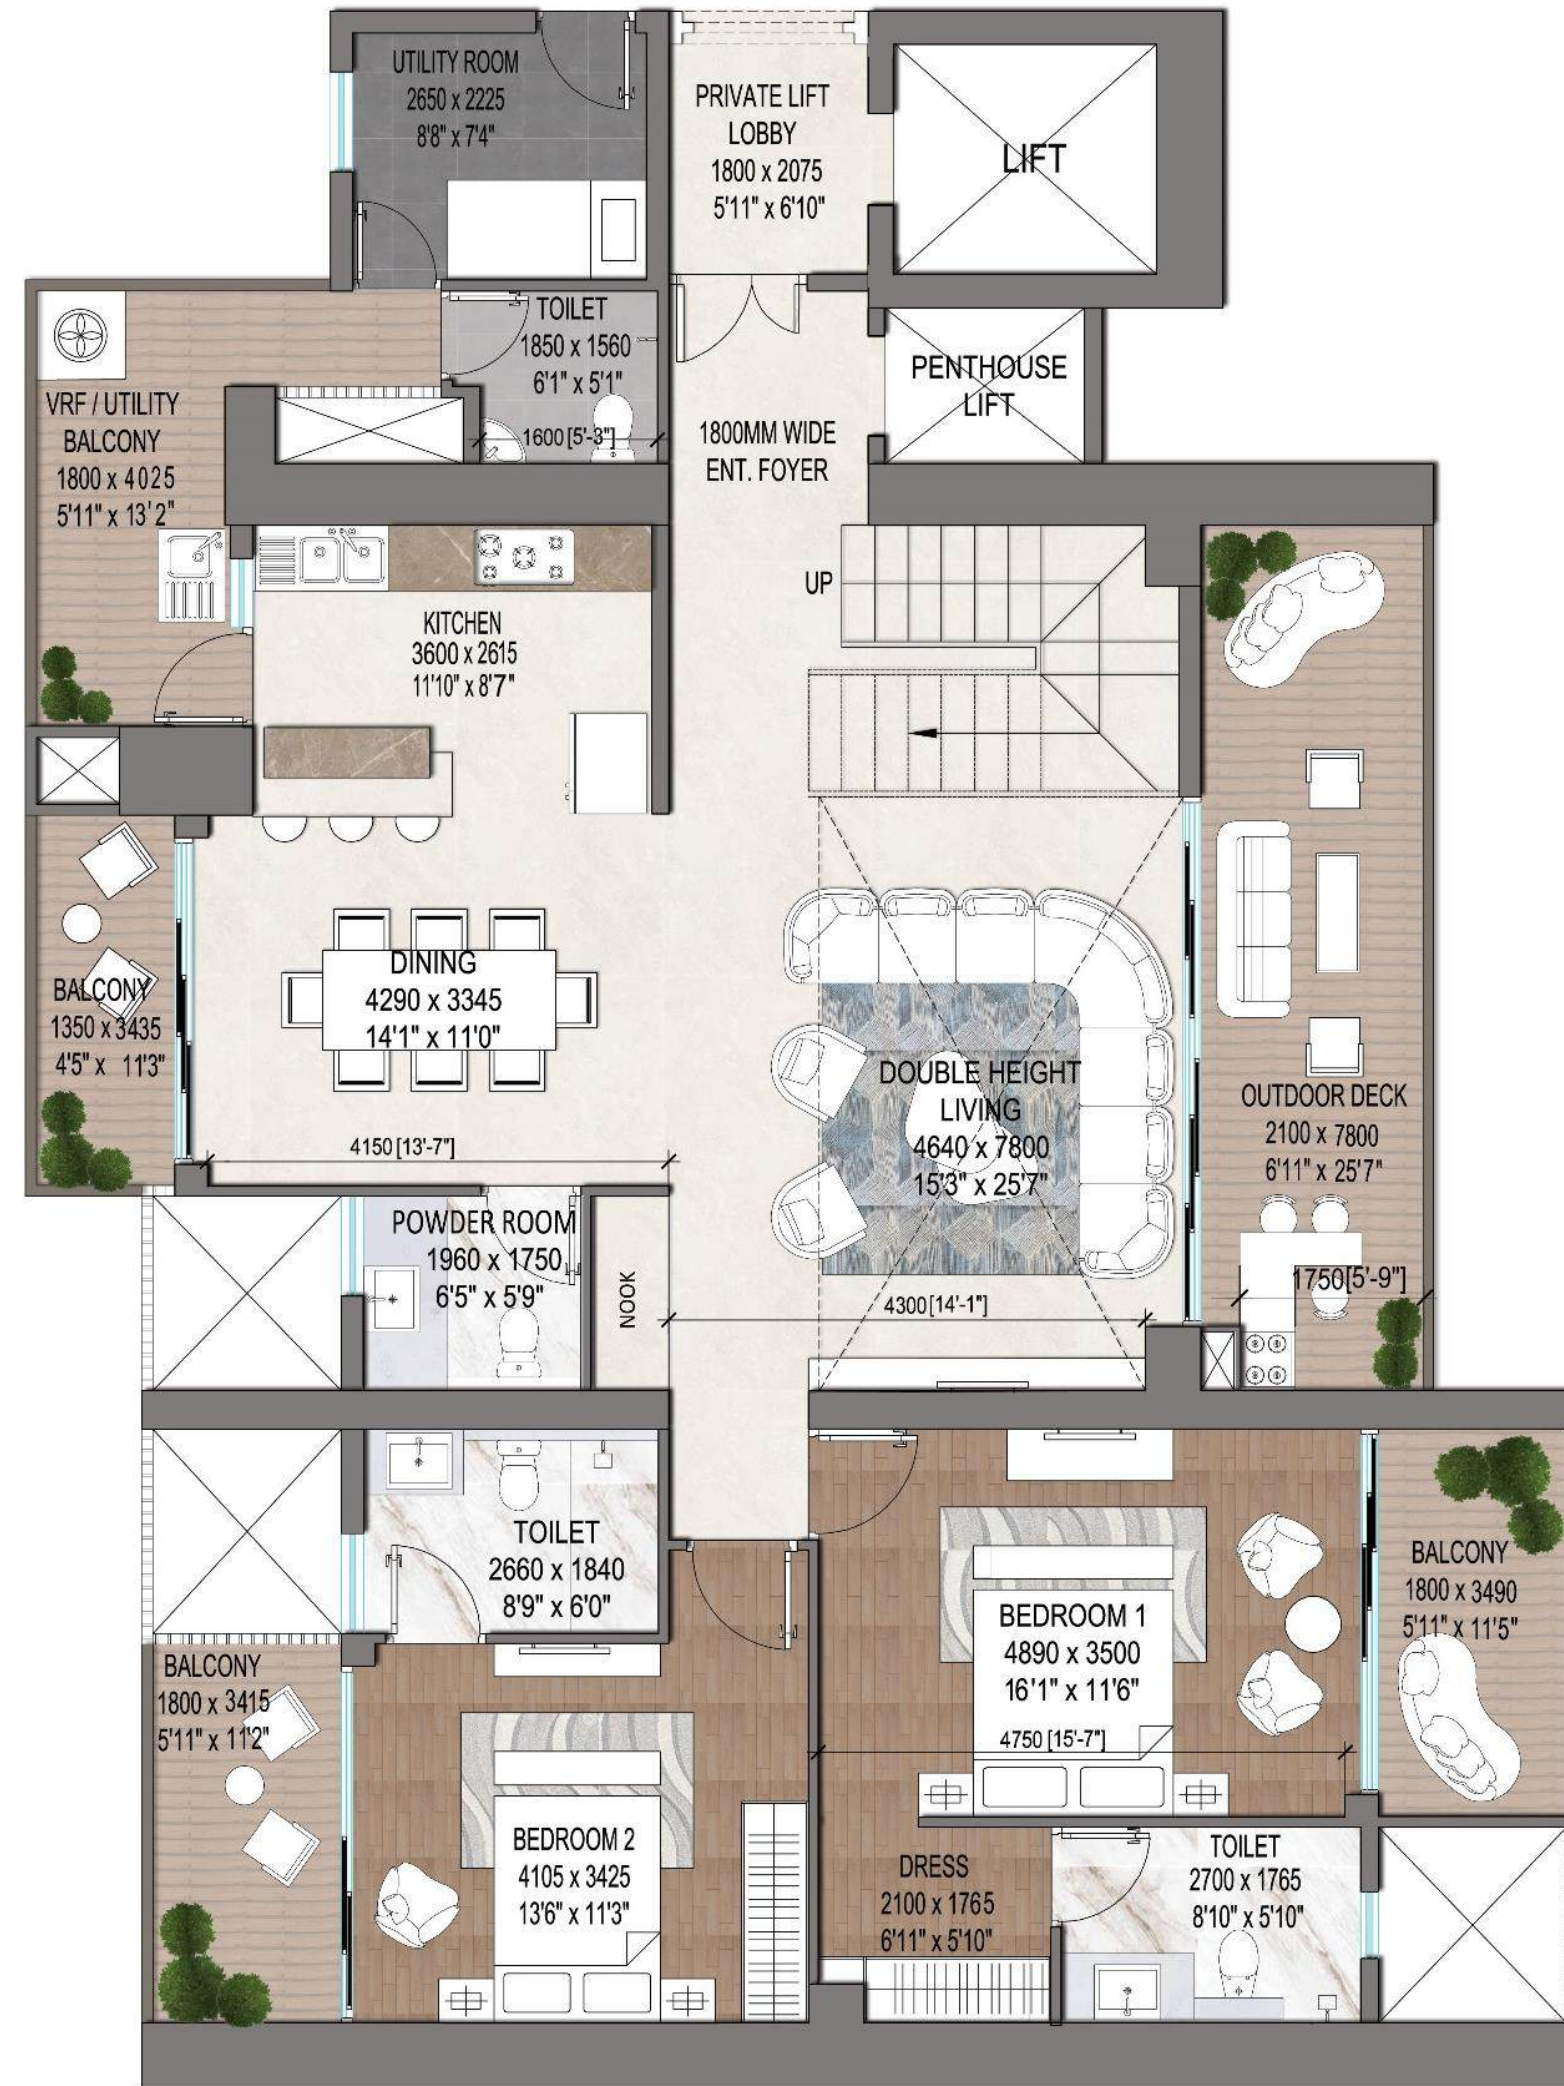 UTILITY ROOM
2650 x 2225
8'8" x 7'4"
PRIVATE LIFT
LOBBY
1800 x 2075
5'11" x 6'10"
LIFT
TOILET
1850 x 1560
6'1" x 5'1"
1600 [5'-3"]
PENTHOUSE
LIFT
VRF / UTILITY
BALCONY
1800 x 4025
5'11" x 13'2"
1800MM WIDE
ENT. FOYER
UP
KITCHEN
3600 x 2615
11'10" x 8'7"
DINING
4290 x 3345
14'1" x 11'0"
BALCONY
1350 x 3435
4'5" x 11'3"
4150 [13'-7"]
DOUBLE HEIGHT
LIVING
4640 x 7800
15'3" x 25'7"
OUTDOOR DECK
2100 x 7800
6'11" x 25'7"
POWDER ROOM
1960 x 1750
6'5" x 5'9"
NOOK
4300 [14'-1"]
1750 [5'-9"]
TOILET
2660 x 1840
8'9" x 6'0"
BEDROOM 1
4890 x 3500
16'1" x 11'6"
4750 [15'-7"]
BALCONY
1800 x 3490
5'11" x 11'5"
BALCONY
1800 x 3415
5'11" x 11'2"
BEDROOM 2
4105 x 3425
13'6" x 11'3"
DRESS
2100 x 1765
6'11" x 5'10"
TOILET
2700 x 1765
8'10" x 5'10"